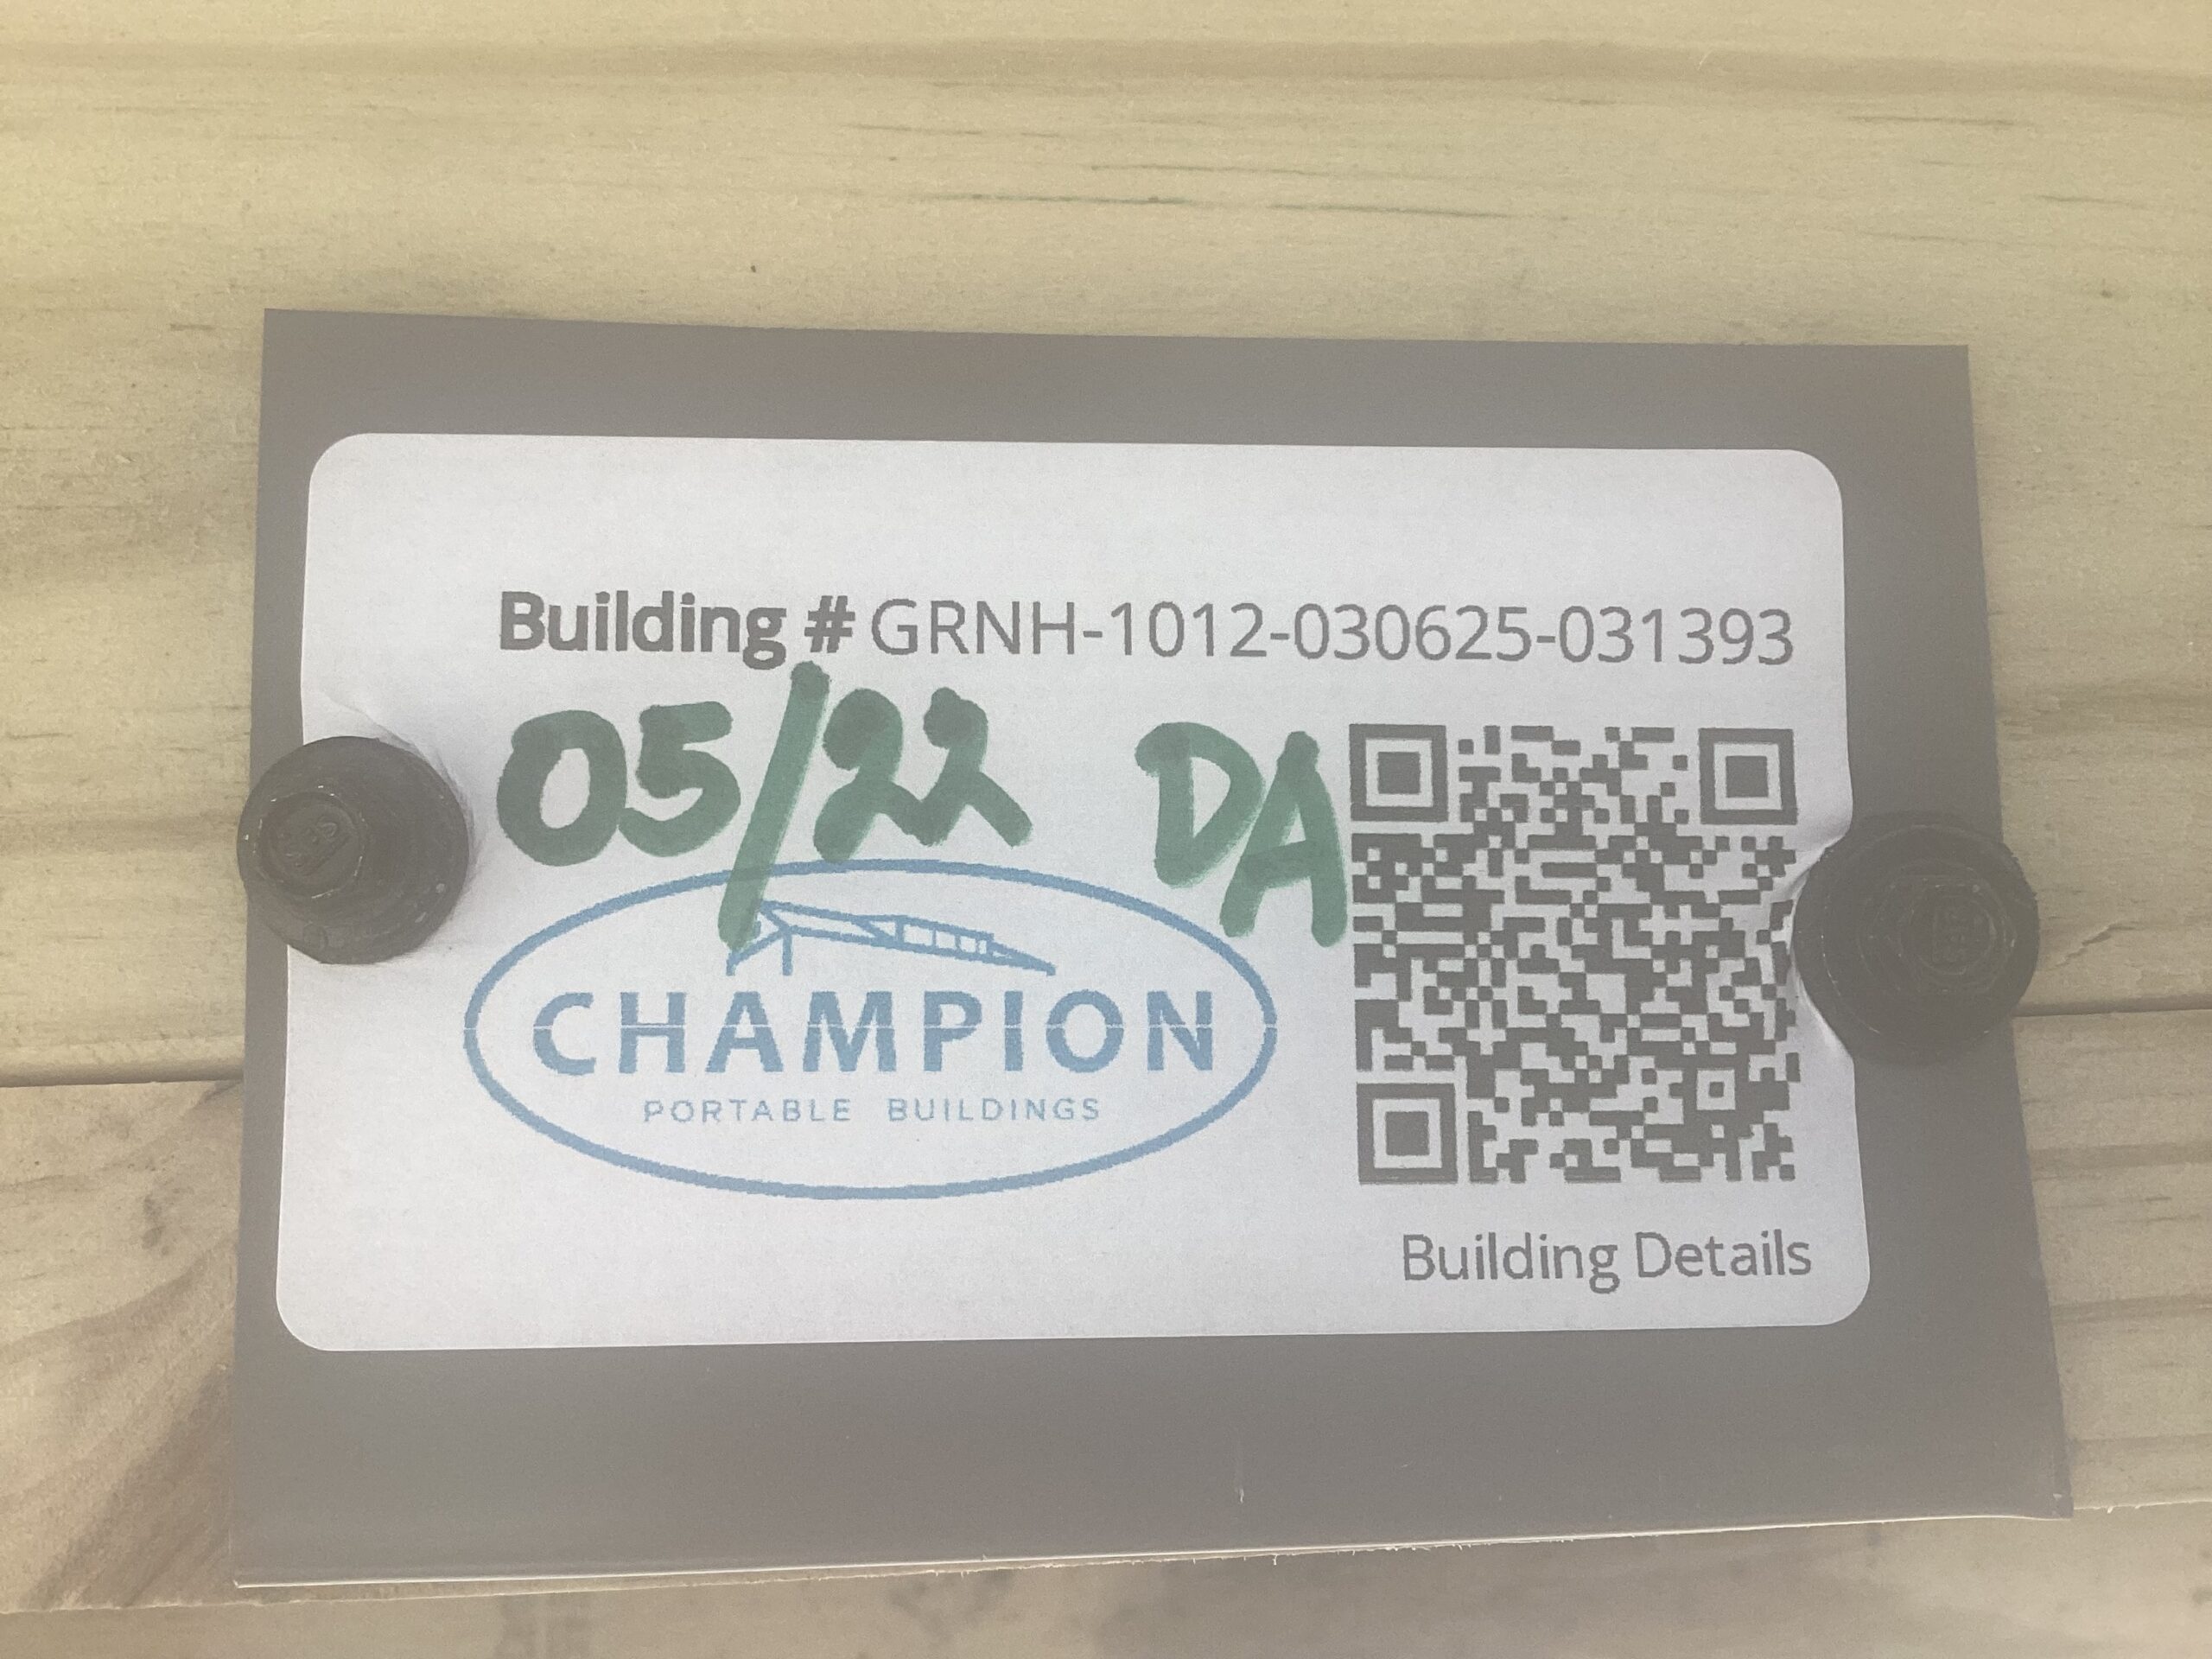 Building # GRNH-1012-030625-031393
05/22 DA
CHAMPION
PORTABLE BUILDINGS
Building Details